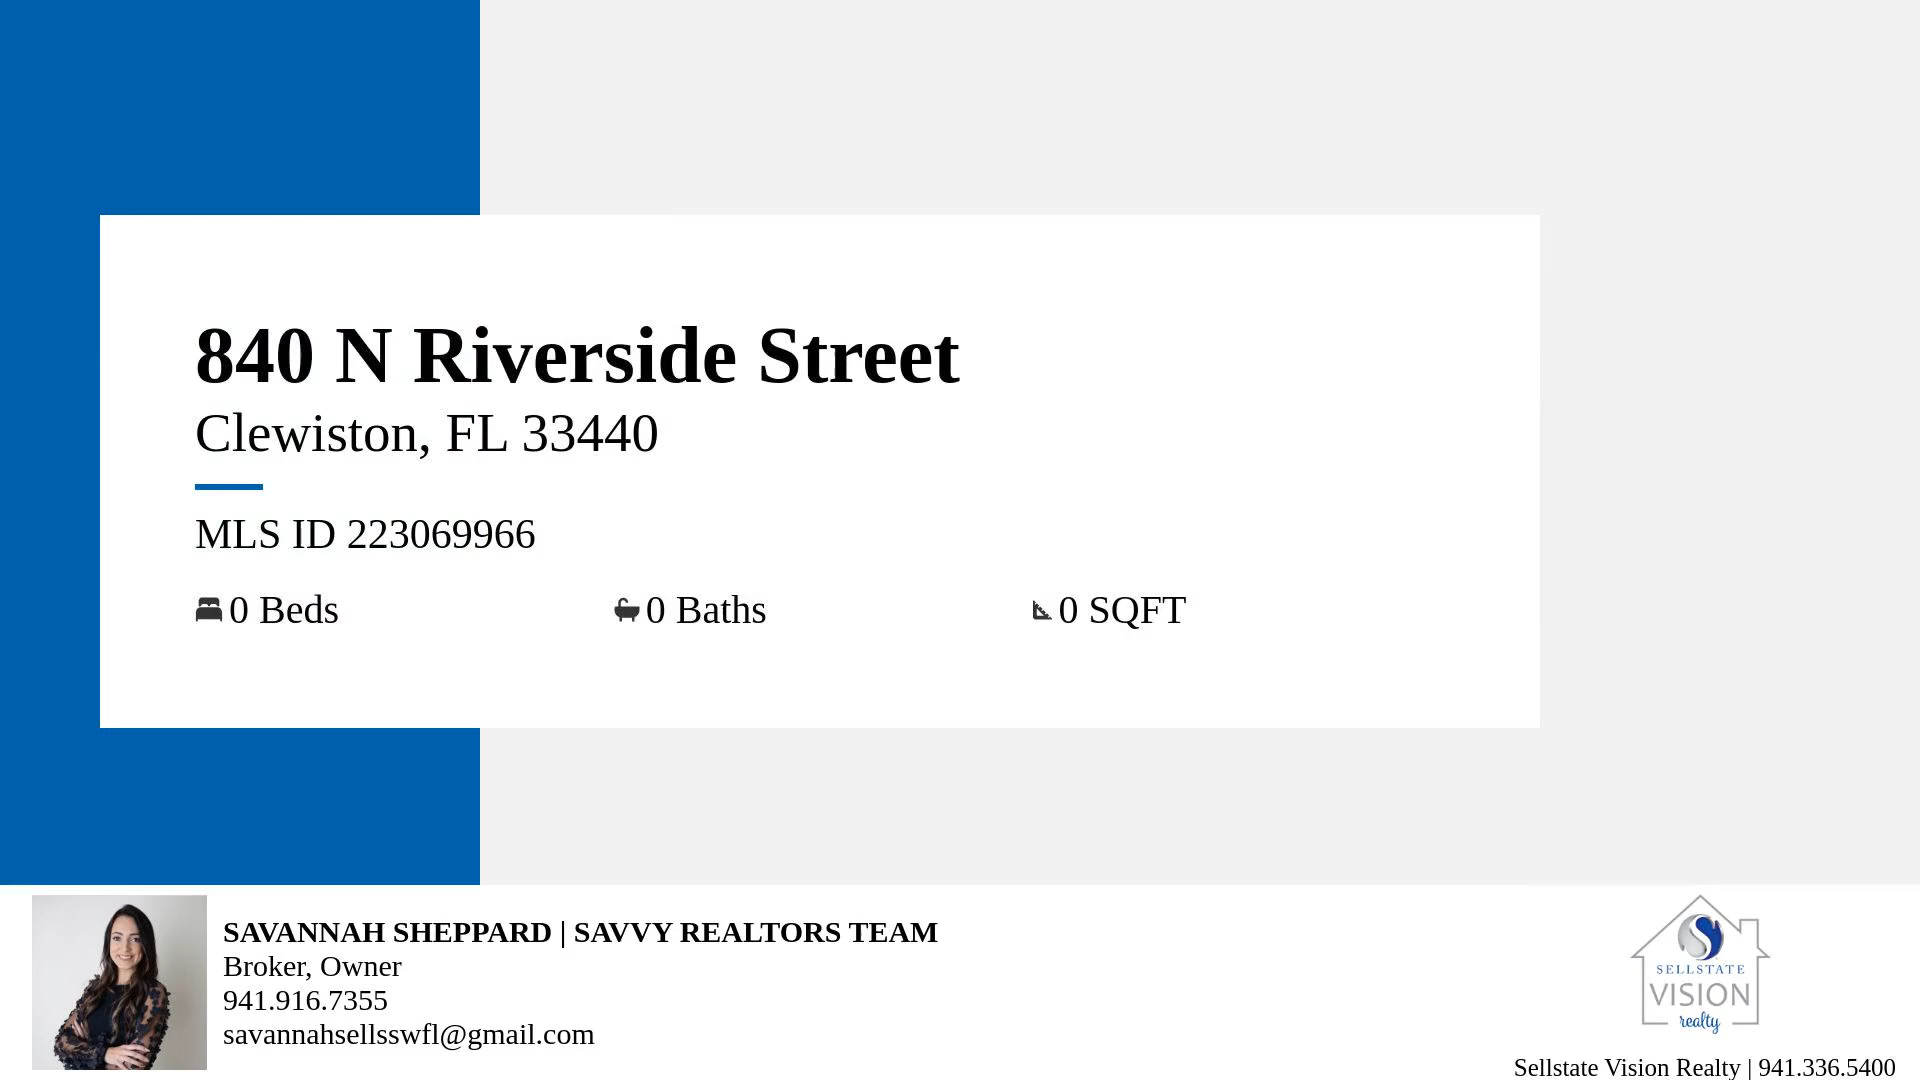 840 N Riverside Street
Clewiston, FL 33440
MLS ID 223069966
0 Beds
0 Baths
0 SQFT
SAVANNAH SHEPPARD | SAVVY REALTORS TEAM
Broker, Owner
941.916.7355
savannahsellsswfl@gmail.com
SELLSTATE
VISION
realty
Sellstate Vision Realty | 941.336.5400